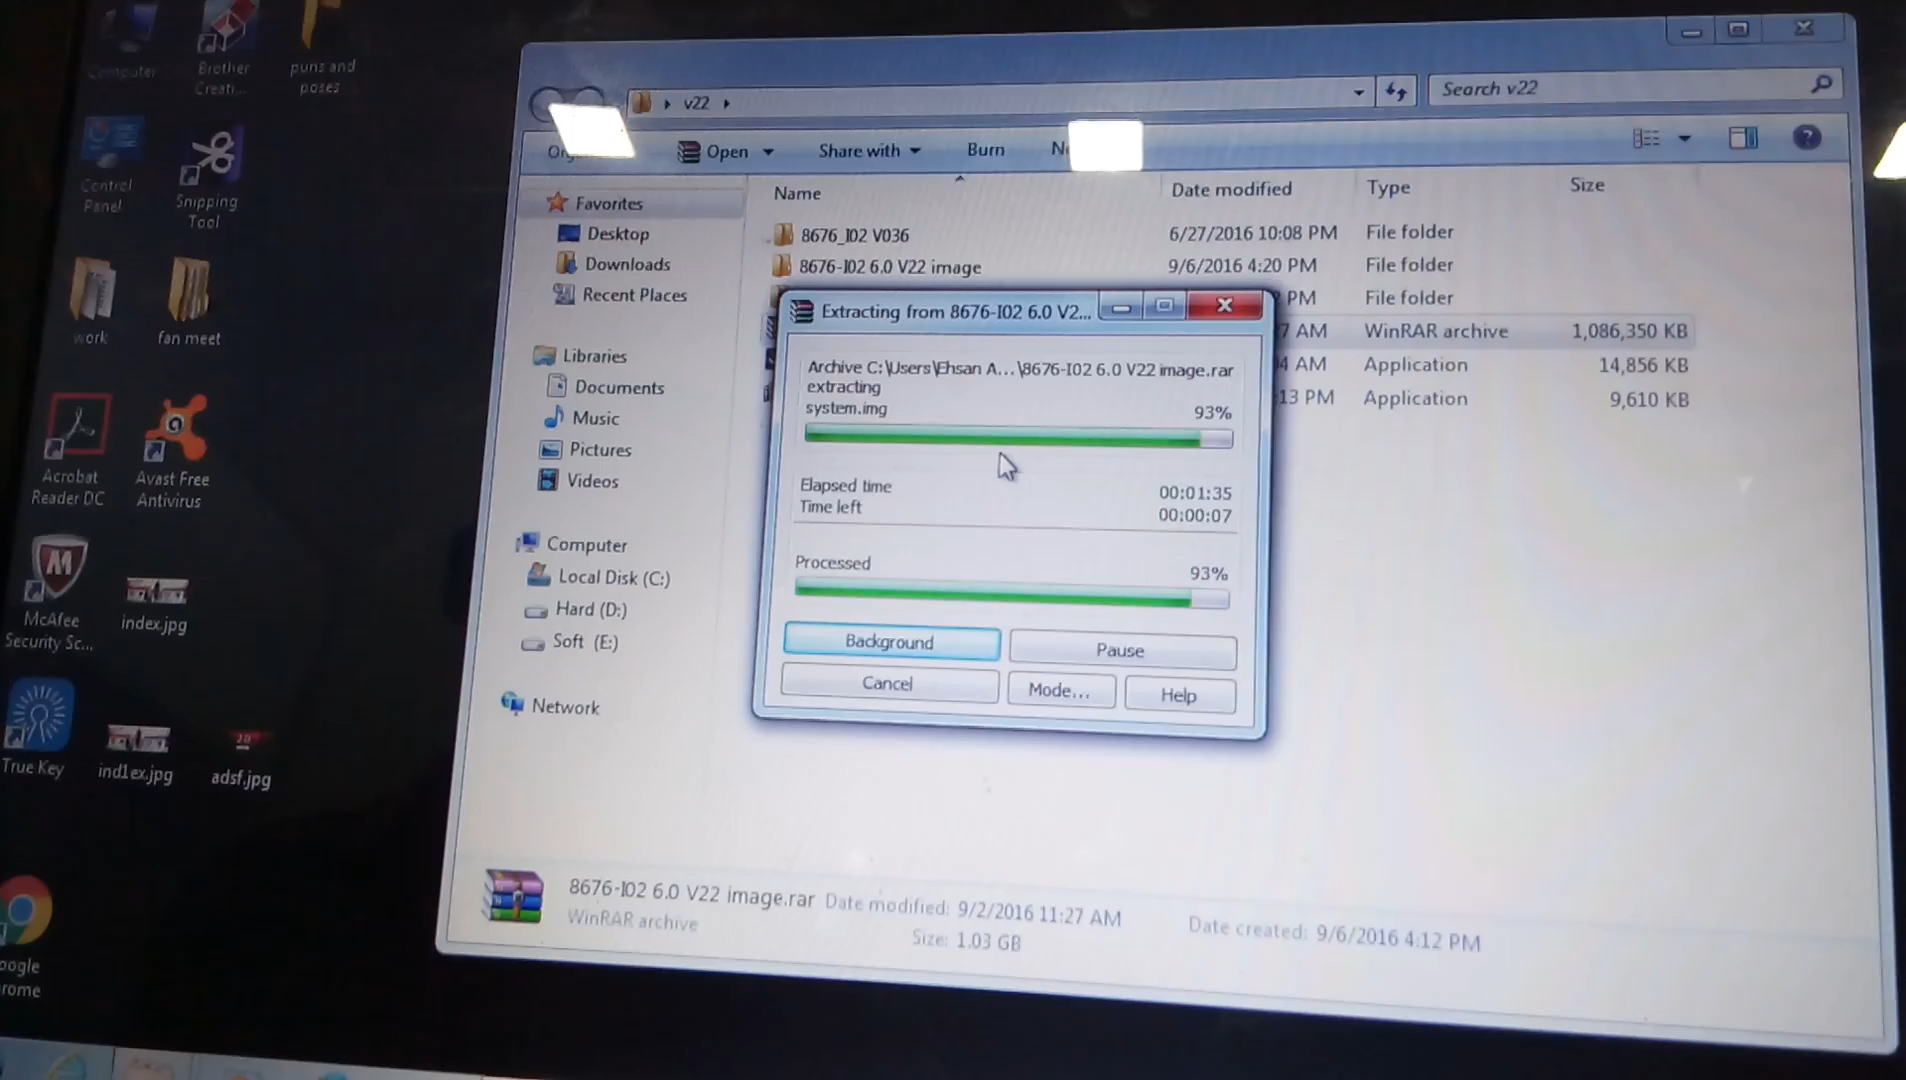 Computer
Brother
Creati...
puns and
poses
Control
Panel
Snipping
Tool
work
fan meet
Acrobat
Reader DC
Avast Free
Antivirus
McAfee
Security Sc...
index.jpg
True Key
ind1ex.jpg
adsf.jpg
v22
Search v22
Open
Share with
Burn
Name
Date modified
Type
Size
Favorites
Desktop
Downloads
Recent Places
Libraries
Documents
Music
Pictures
Videos
Computer
Local Disk (C:)
Hard (D:)
Soft (E:)
Network
8676_I02 V036 6/27/2016 10:08 PM File folder
8676-I02 6.0 V22 image 9/6/2016 4:20 PM File folder
PM File folder
7 AM WinRAR archive 1,086,350 KB
4 AM Application 14,856 KB
13 PM Application 9,610 KB
Extracting from 8676-I02 6.0 V2...
Archive C:\Users\Ehsan A...\8676-I02 6.0 V22 image.rar
extracting
system.img 93%
Elapsed time 00:01:35
Time left 00:00:07
Processed 93%
Background
Pause
Cancel
Mode...
Help
8676-I02 6.0 V22 image.rar Date modified: 9/2/2016 11:27 AM Date created: 9/6/2016 4:12 PM
WinRAR archive Size: 1.03 GB
oogle
rome